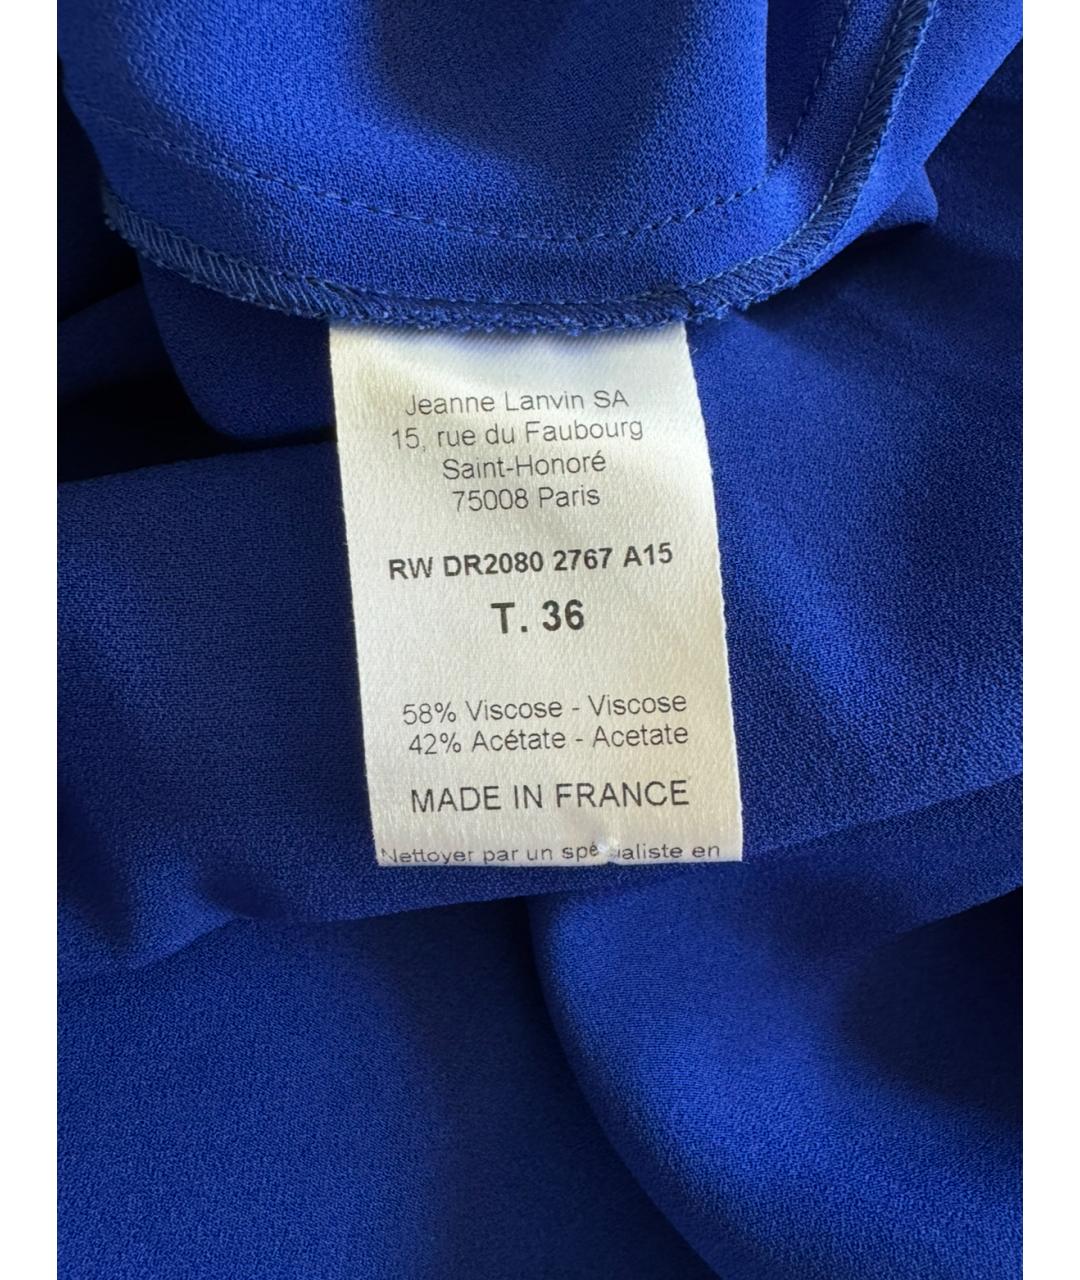 Jeanne Lanvin SA
15, rue du Faubourg
Saint-Honoré
75008 Paris
RW DR2080 2767 A15
T. 36
58% Viscose - Viscose
42% Acétate - Acetate
MADE IN FRANCE
Nettoyer par un spécialiste en